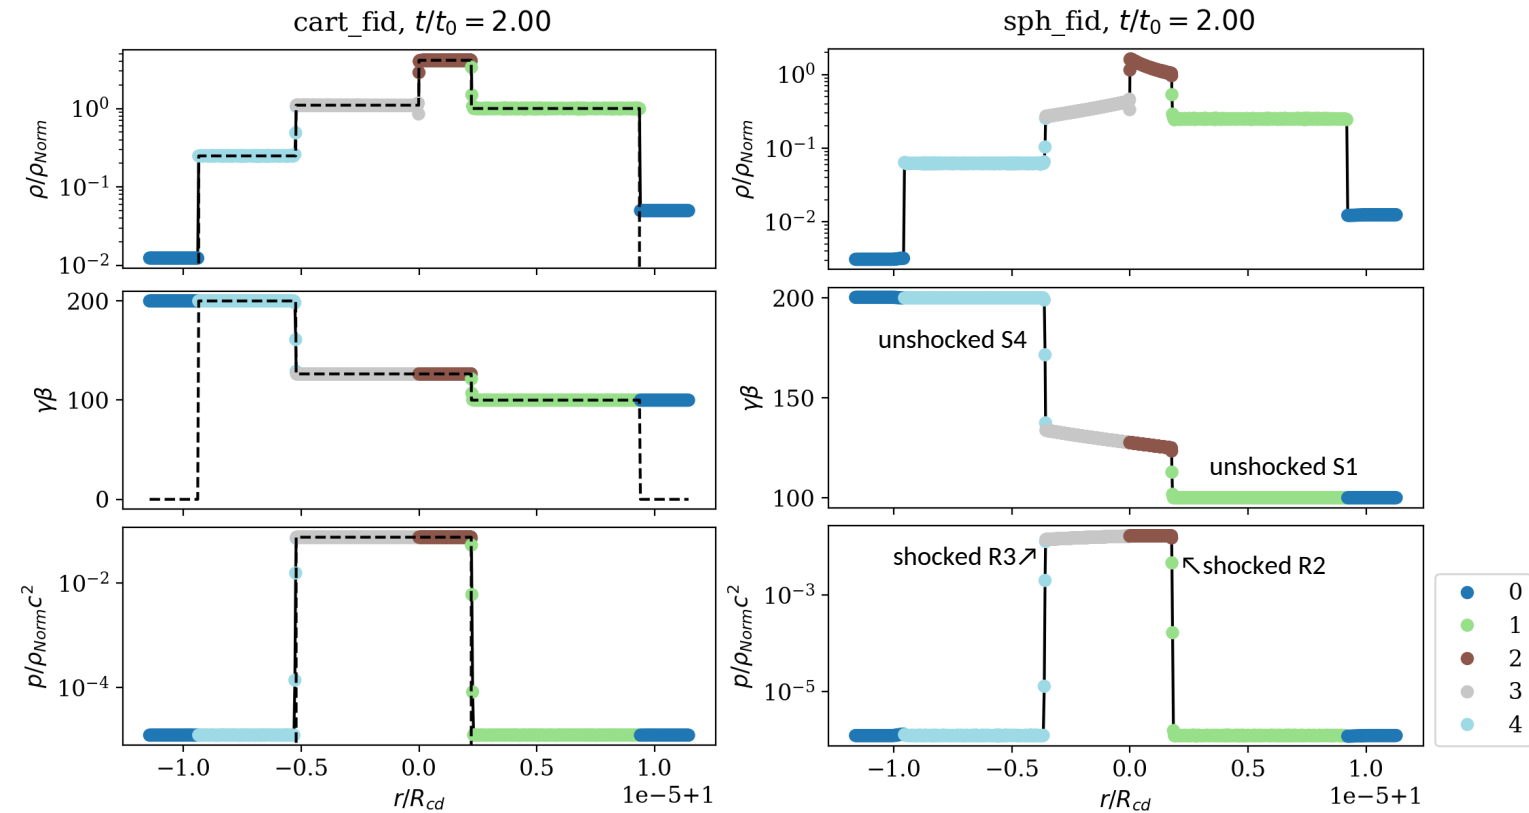 cart_fid, t/t₀ = 2.00
sph_fid, t/t₀ = 2.00
ρ/ρ_Norm
10⁰
10⁻¹
10⁻²
ρ/ρ_Norm
10⁰
10⁻¹
10⁻²
γβ
200
100
0
γβ
200
150
100
unshocked S4
unshocked S1
p/ρ_Norm c²
10⁻²
10⁻⁴
p/ρ_Norm c²
10⁻³
10⁻⁵
shocked R3↗
↖shocked R2
−1.0 −0.5 0.0 0.5 1.0
r/R_cd
1e−5+1
−1.0 −0.5 0.0 0.5 1.0
r/R_cd
1e−5+1
0
1
2
3
4